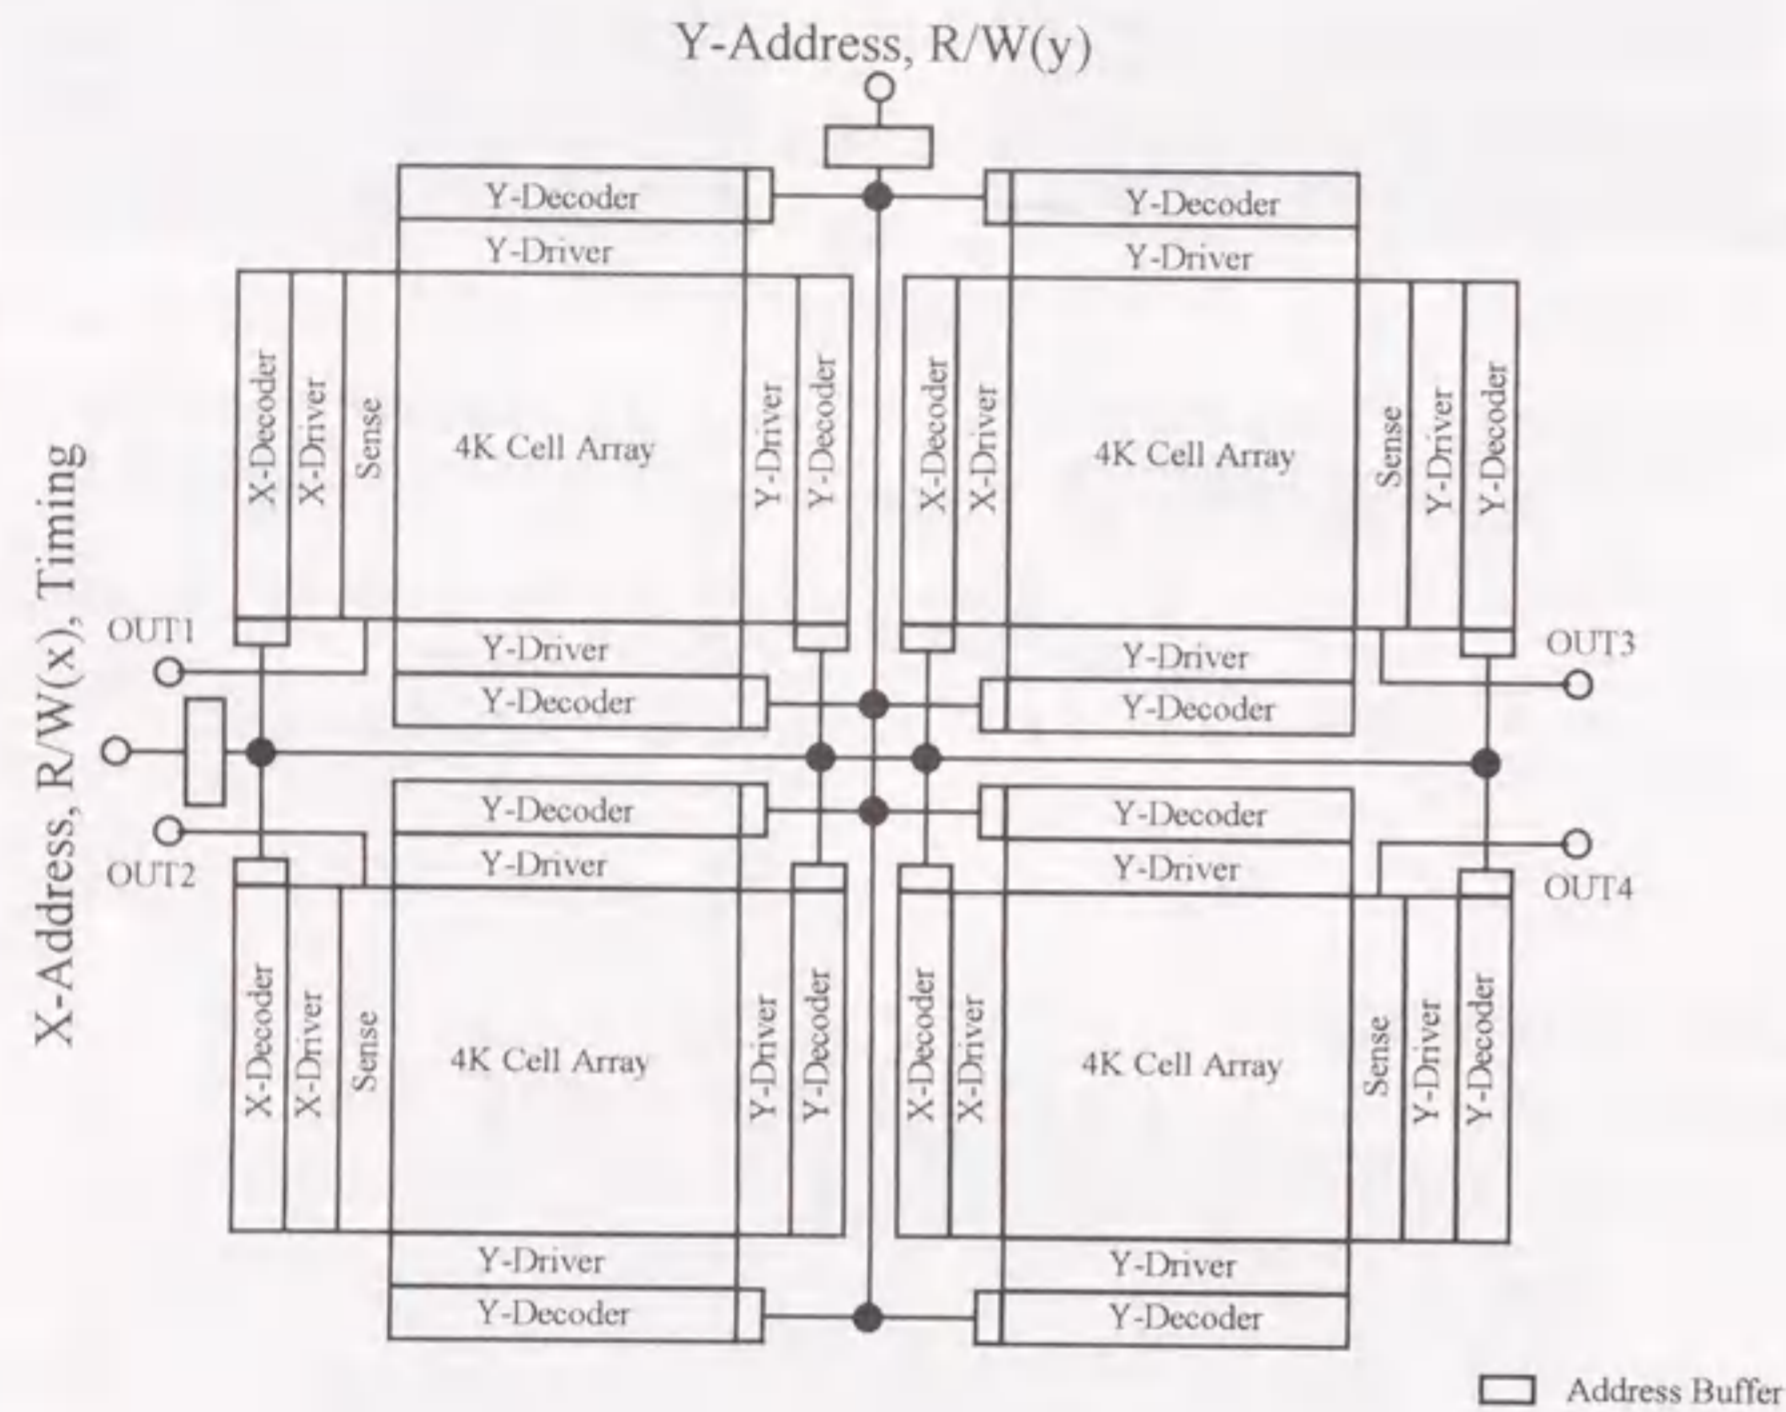 Y-Address, R/W(y)
Y-Decoder
Y-Decoder
Y-Driver
Y-Driver
X-Decoder
X-Driver
Sense
4K Cell Array
Y-Driver
Y-Decoder
X-Decoder
X-Driver
4K Cell Array
Sense
Y-Driver
Y-Decoder
X-Address, R/W(x), Timing
OUT1
Y-Driver
Y-Driver
OUT3
Y-Decoder
Y-Decoder
Y-Decoder
Y-Decoder
OUT2
Y-Driver
Y-Driver
OUT4
X-Decoder
X-Driver
Sense
4K Cell Array
Y-Driver
Y-Decoder
X-Decoder
X-Driver
4K Cell Array
Sense
Y-Driver
Y-Decoder
Y-Driver
Y-Driver
Y-Decoder
Y-Decoder
Address Buffer